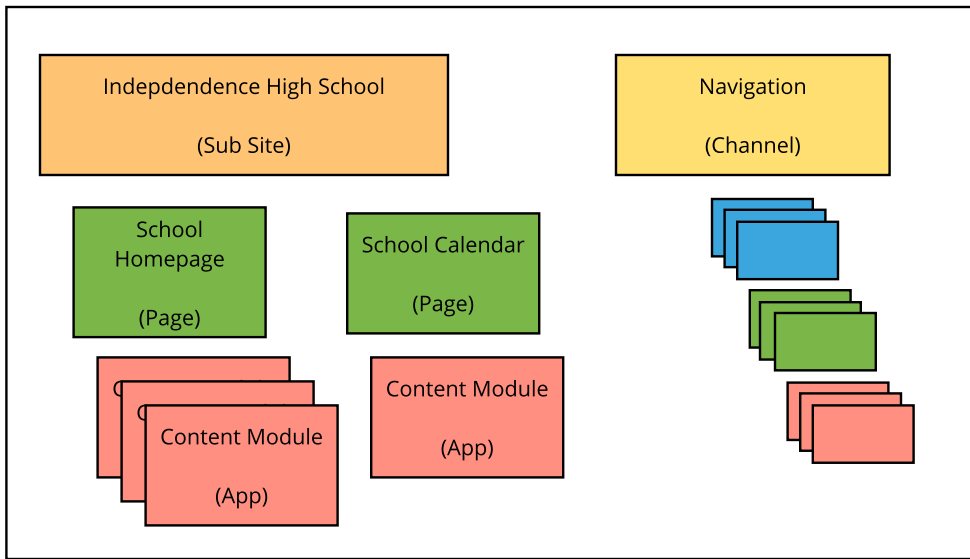 Indepdendence High School
(Sub Site)
Navigation
(Channel)
School
Homepage
(Page)
School Calendar
(Page)
Content Module
(App)
Content Module
(App)